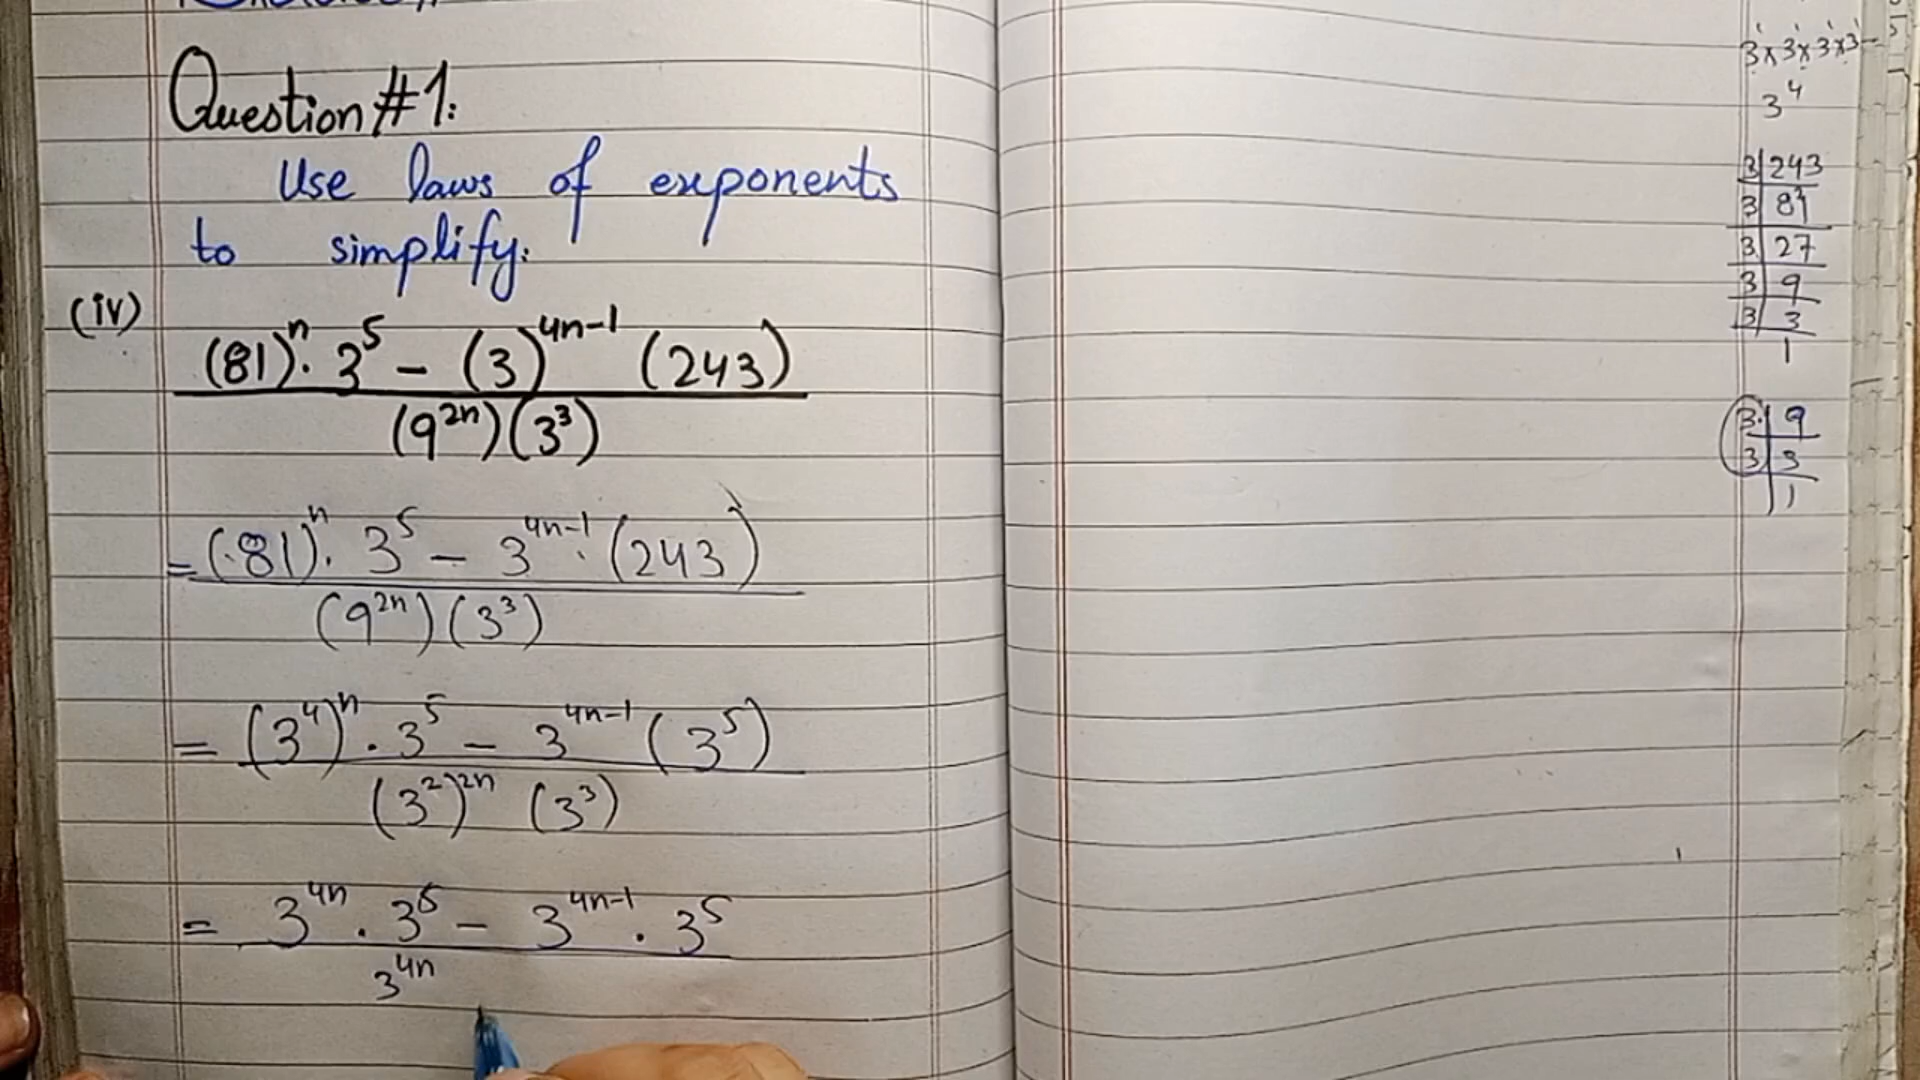 Question #1:
Use laws of exponents
to simplify:
(iv)
(81)^n · 3^5 − (3)^{4n−1} (243)
(9^{2n})(3^3)
= (81)^n · 3^5 − 3^{4n−1} · (243)
(9^{2n})(3^3)
= (3^4)^n · 3^5 − 3^{4n−1} (3^5)
(3^2)^{2n} (3^3)
= 3^{4n} · 3^5 − 3^{4n−1} · 3^5
3^{4n}
3×3×3×3
3^4
3|243
3|81
3|27
3|9
3|3
1
3|9
3|3
|1